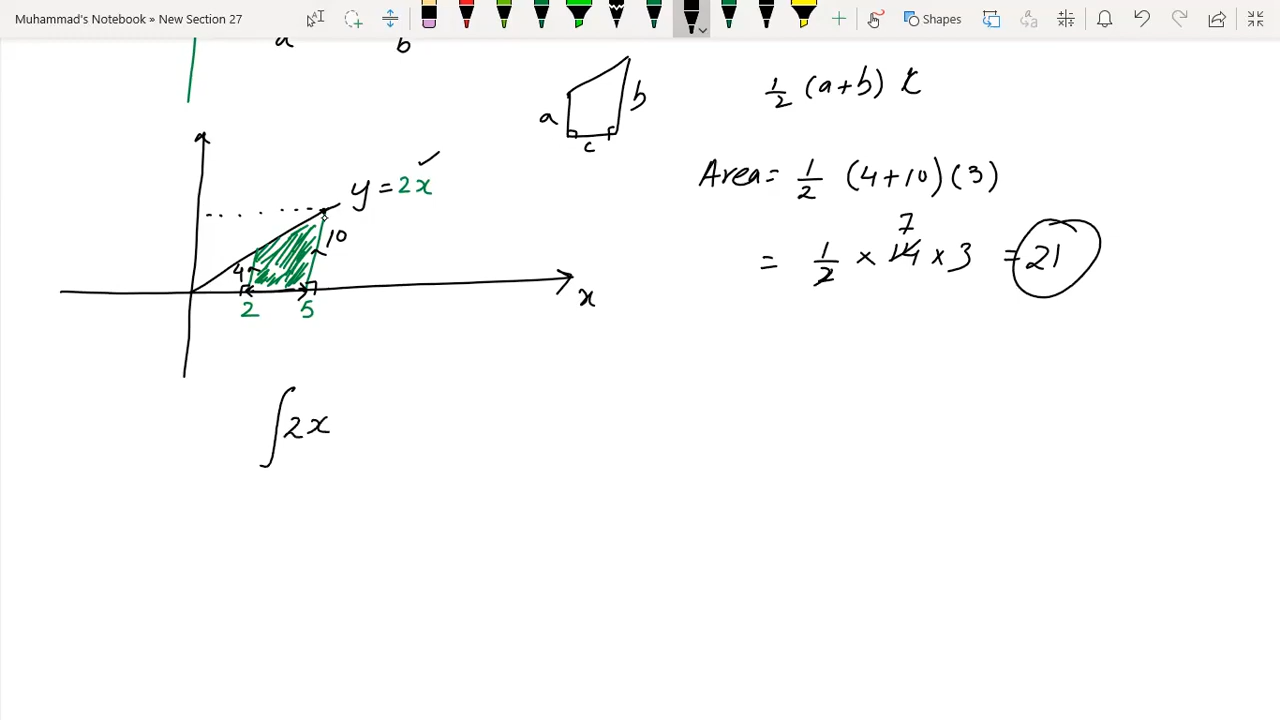 Muhammad's Notebook » New Section 27
Shapes
a b
a b
c
1/2 (a+b)
y = 2x
Area = 1/2 (4+10)(3)
7
= 1/2 × 14 × 3 = 21
10
4
2 5
x
∫2x